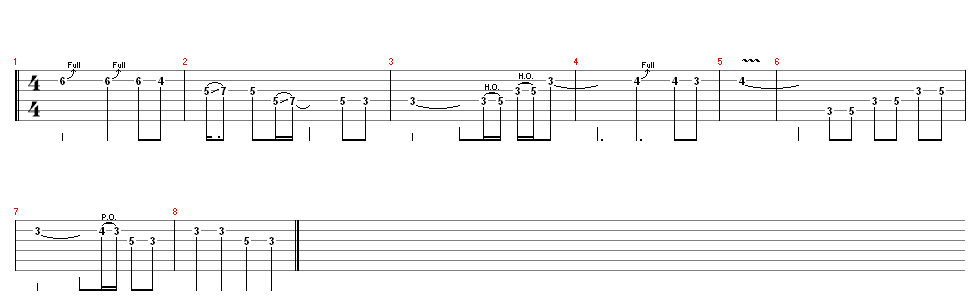 Full Full H.O. H.O. Full
1 2 3 4 5 6
4 6 6 6 4 5 7 5 5 7 5 3 3 3 5 3 5 3 4 4 3 4 3 5 3 5 3 5
4
P.O.
7 8
3 4 3 5 3 3 3 5 3